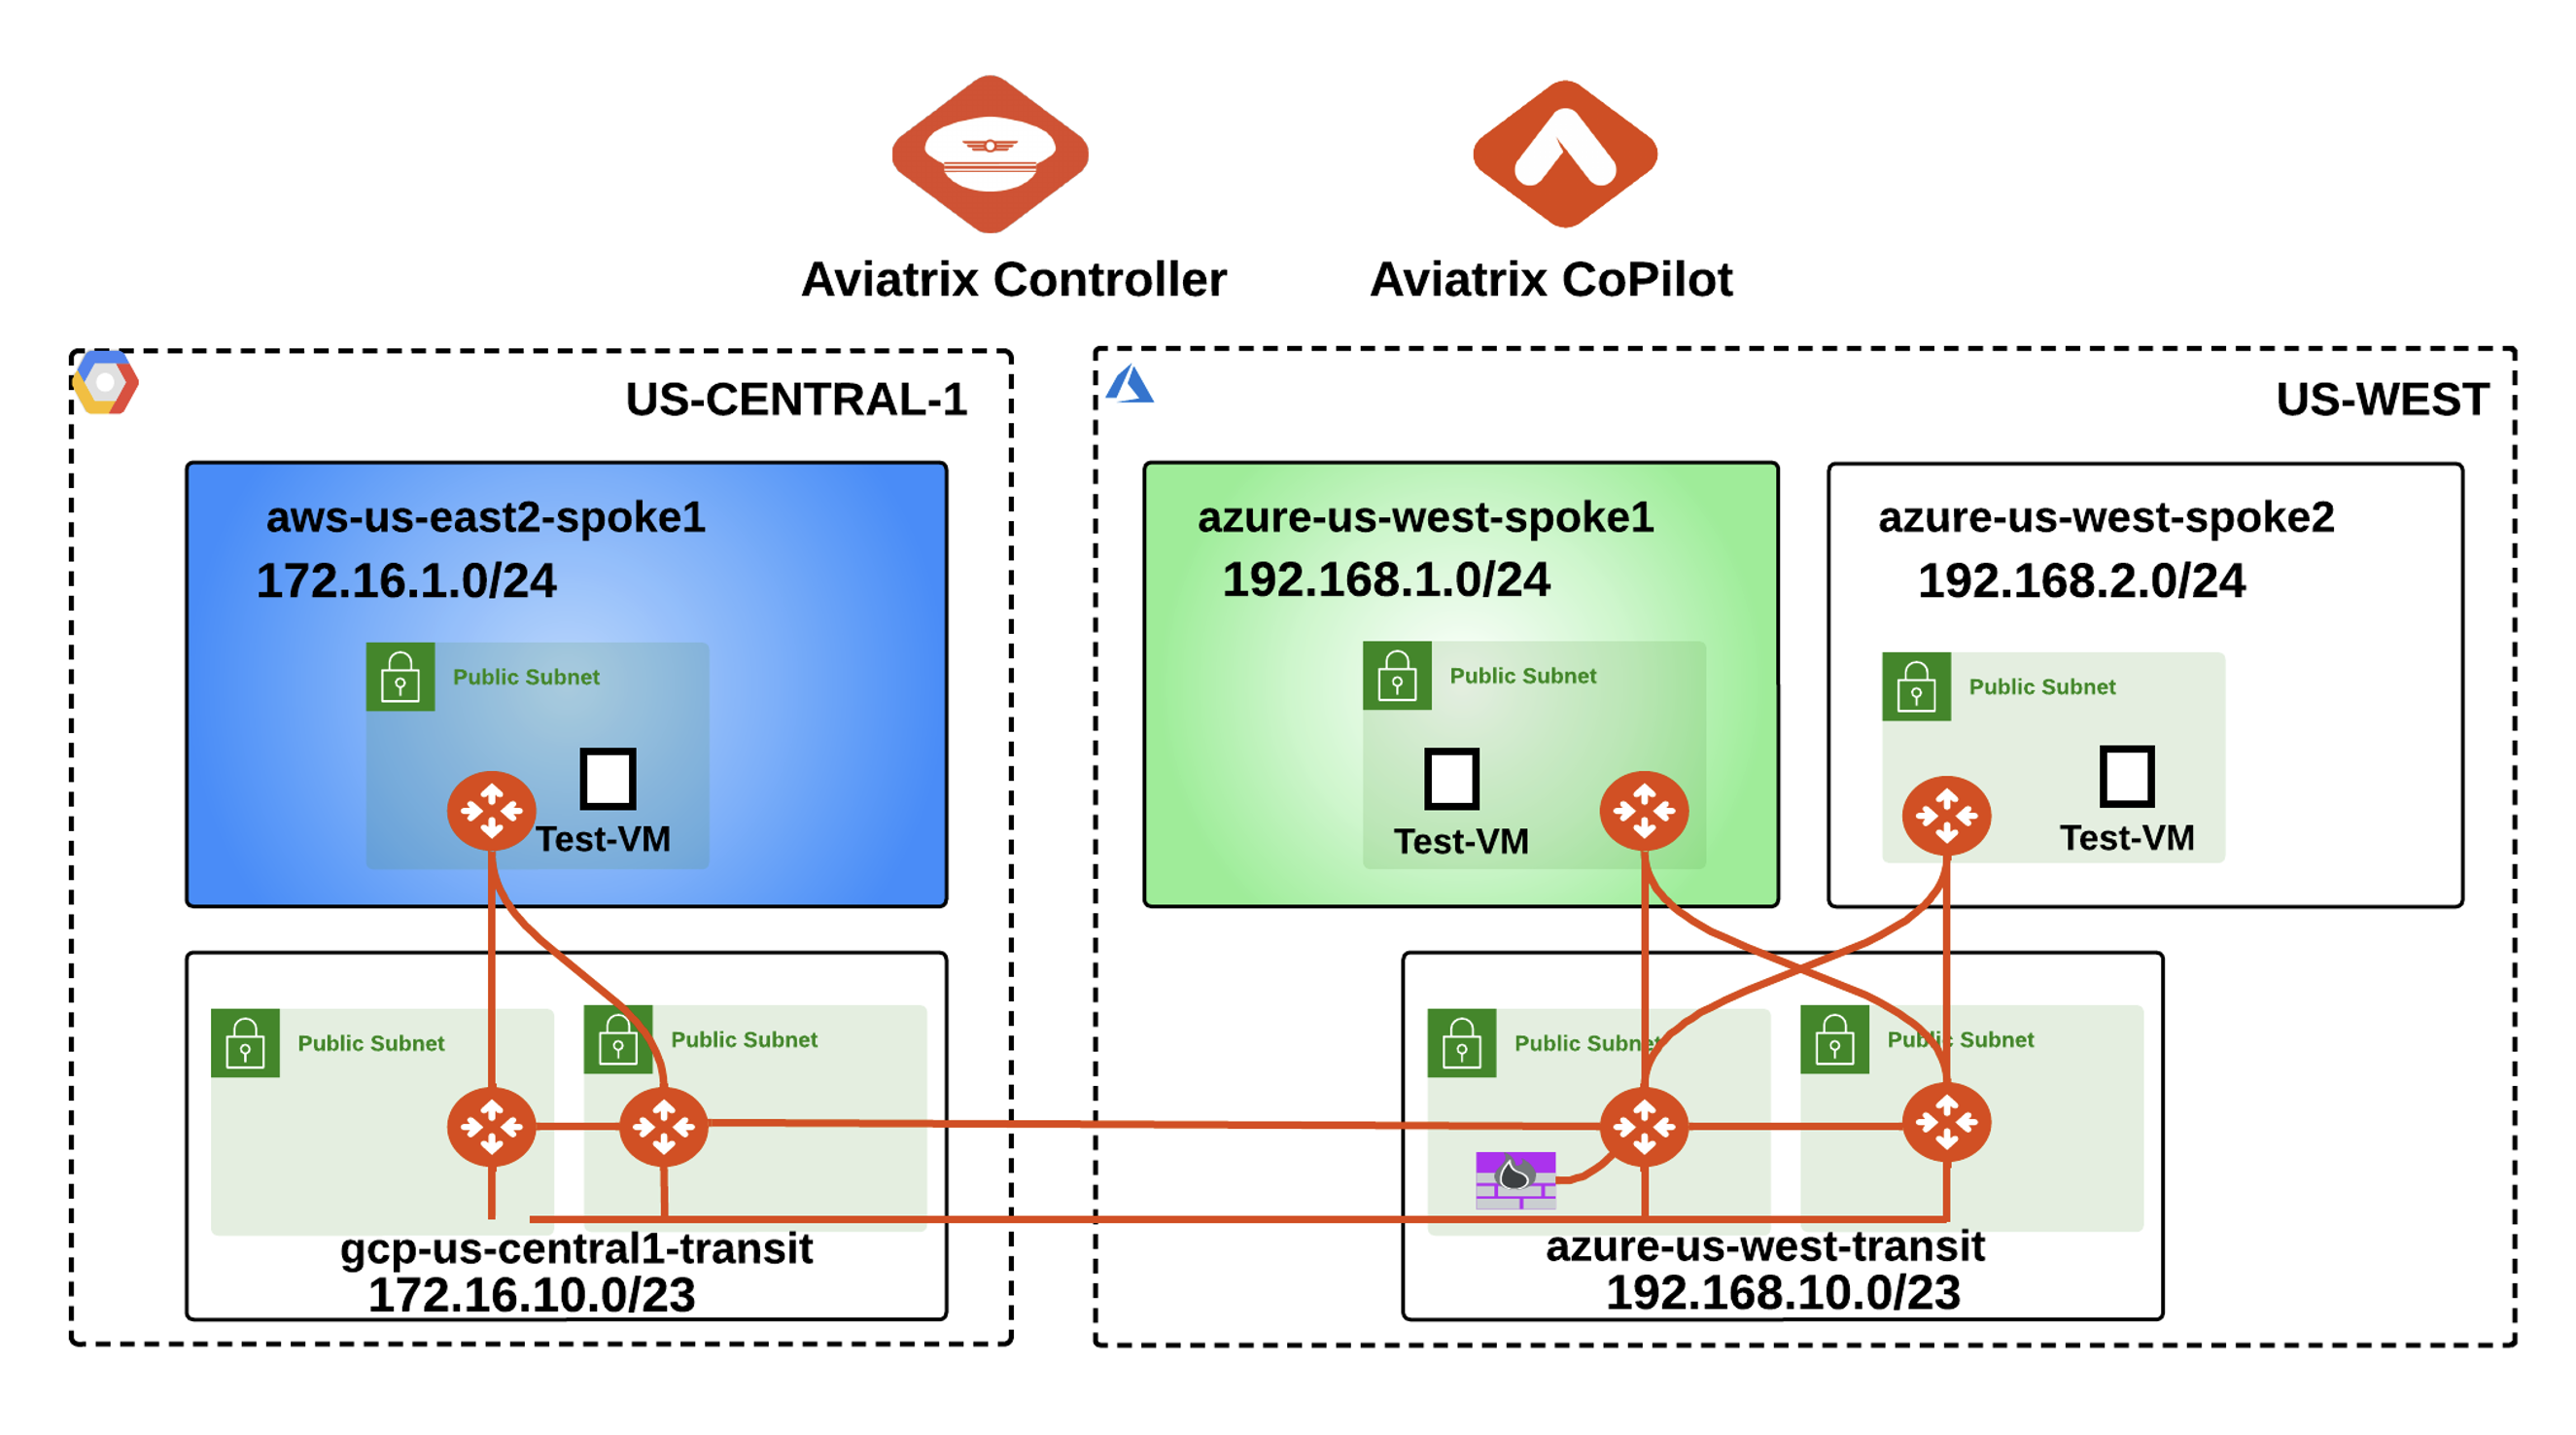 Aviatrix Controller
Aviatrix CoPilot
US-CENTRAL-1
aws-us-east2-spoke1
172.16.1.0/24
Public Subnet
Test-VM
Public Subnet
Public Subnet
gcp-us-central1-transit
172.16.10.0/23
US-WEST
azure-us-west-spoke1
192.168.1.0/24
Public Subnet
Test-VM
azure-us-west-spoke2
192.168.2.0/24
Public Subnet
Test-VM
Public Subnet
Public Subnet
azure-us-west-transit
192.168.10.0/23